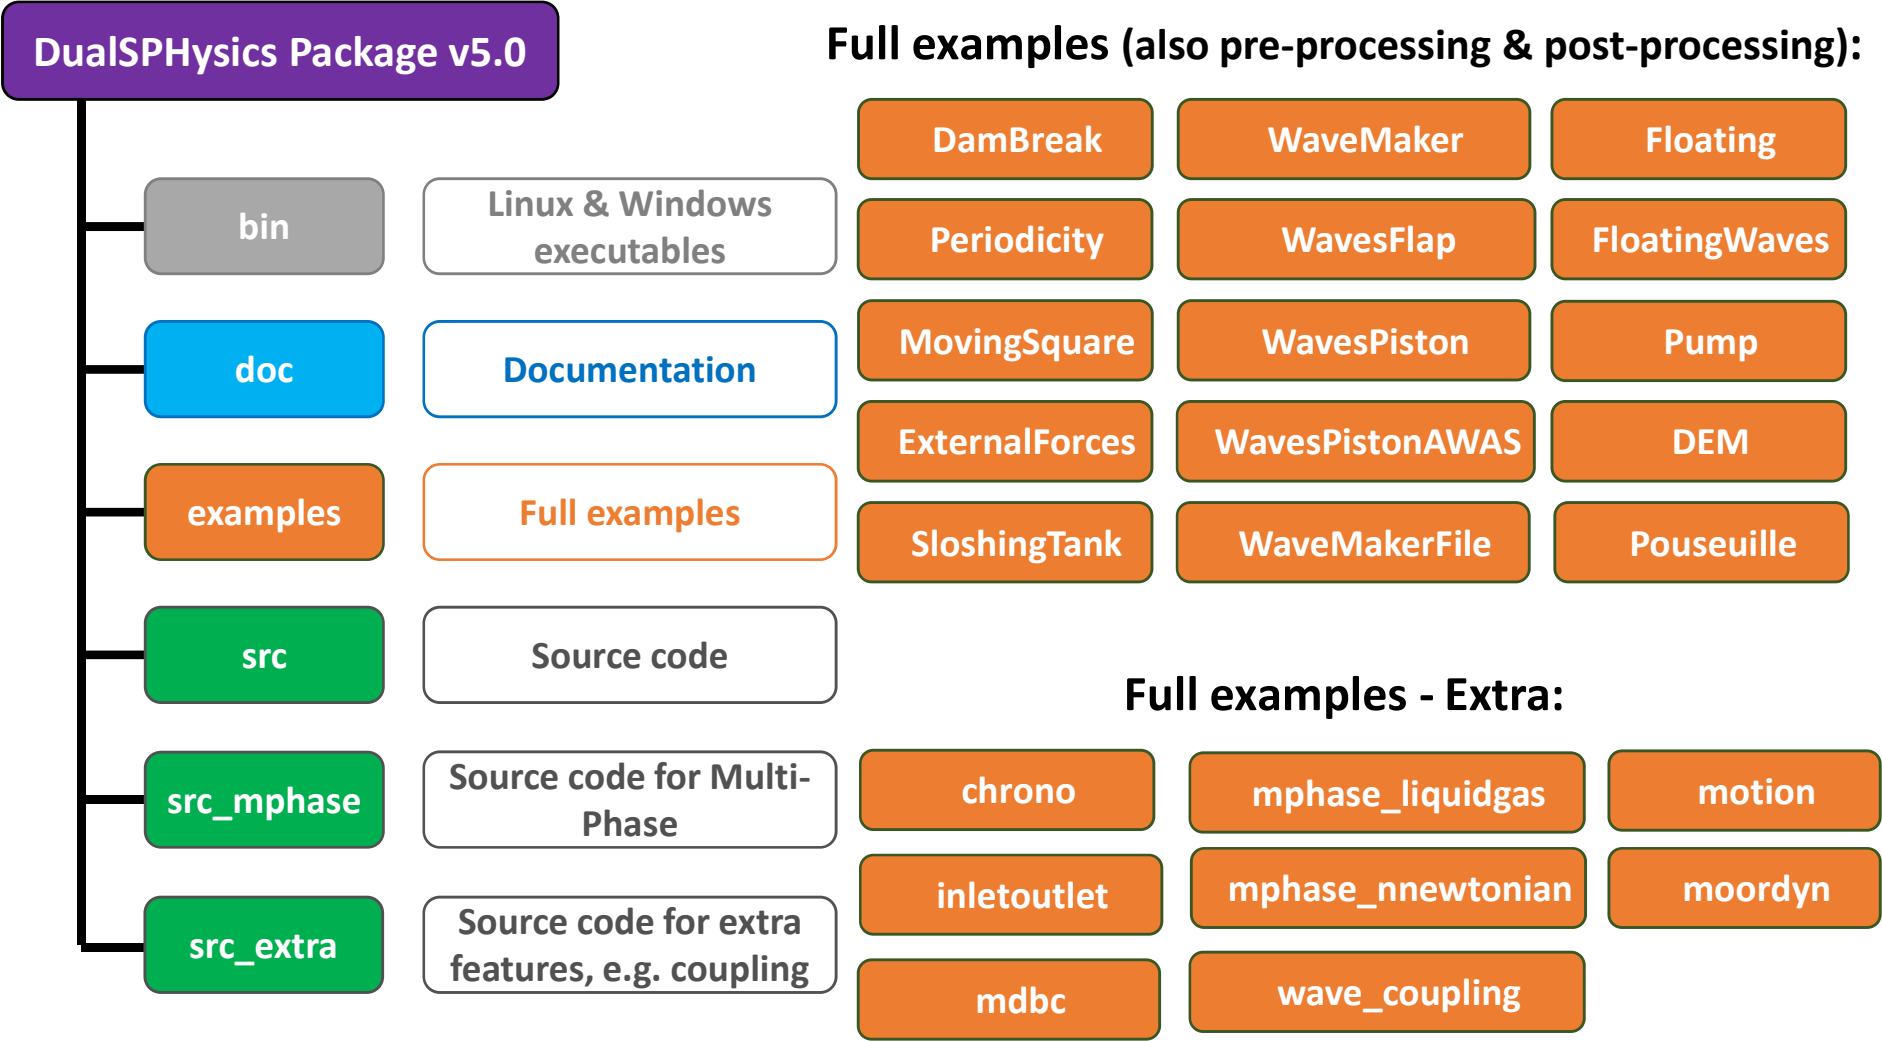 DualSPHysics Package v5.0
bin
Linux & Windows
executables
doc
Documentation
examples
Full examples
src
Source code
src_mphase
Source code for Multi-
Phase
src_extra
Source code for extra
features, e.g. coupling
Full examples (also pre-processing & post-processing):
DamBreak
WaveMaker
Floating
Periodicity
WavesFlap
FloatingWaves
MovingSquare
WavesPiston
Pump
ExternalForces
WavesPistonAWAS
DEM
SloshingTank
WaveMakerFile
Pouseuille
Full examples - Extra:
chrono
mphase_liquidgas
motion
inletoutlet
mphase_nnewtonian
moordyn
mdbc
wave_coupling